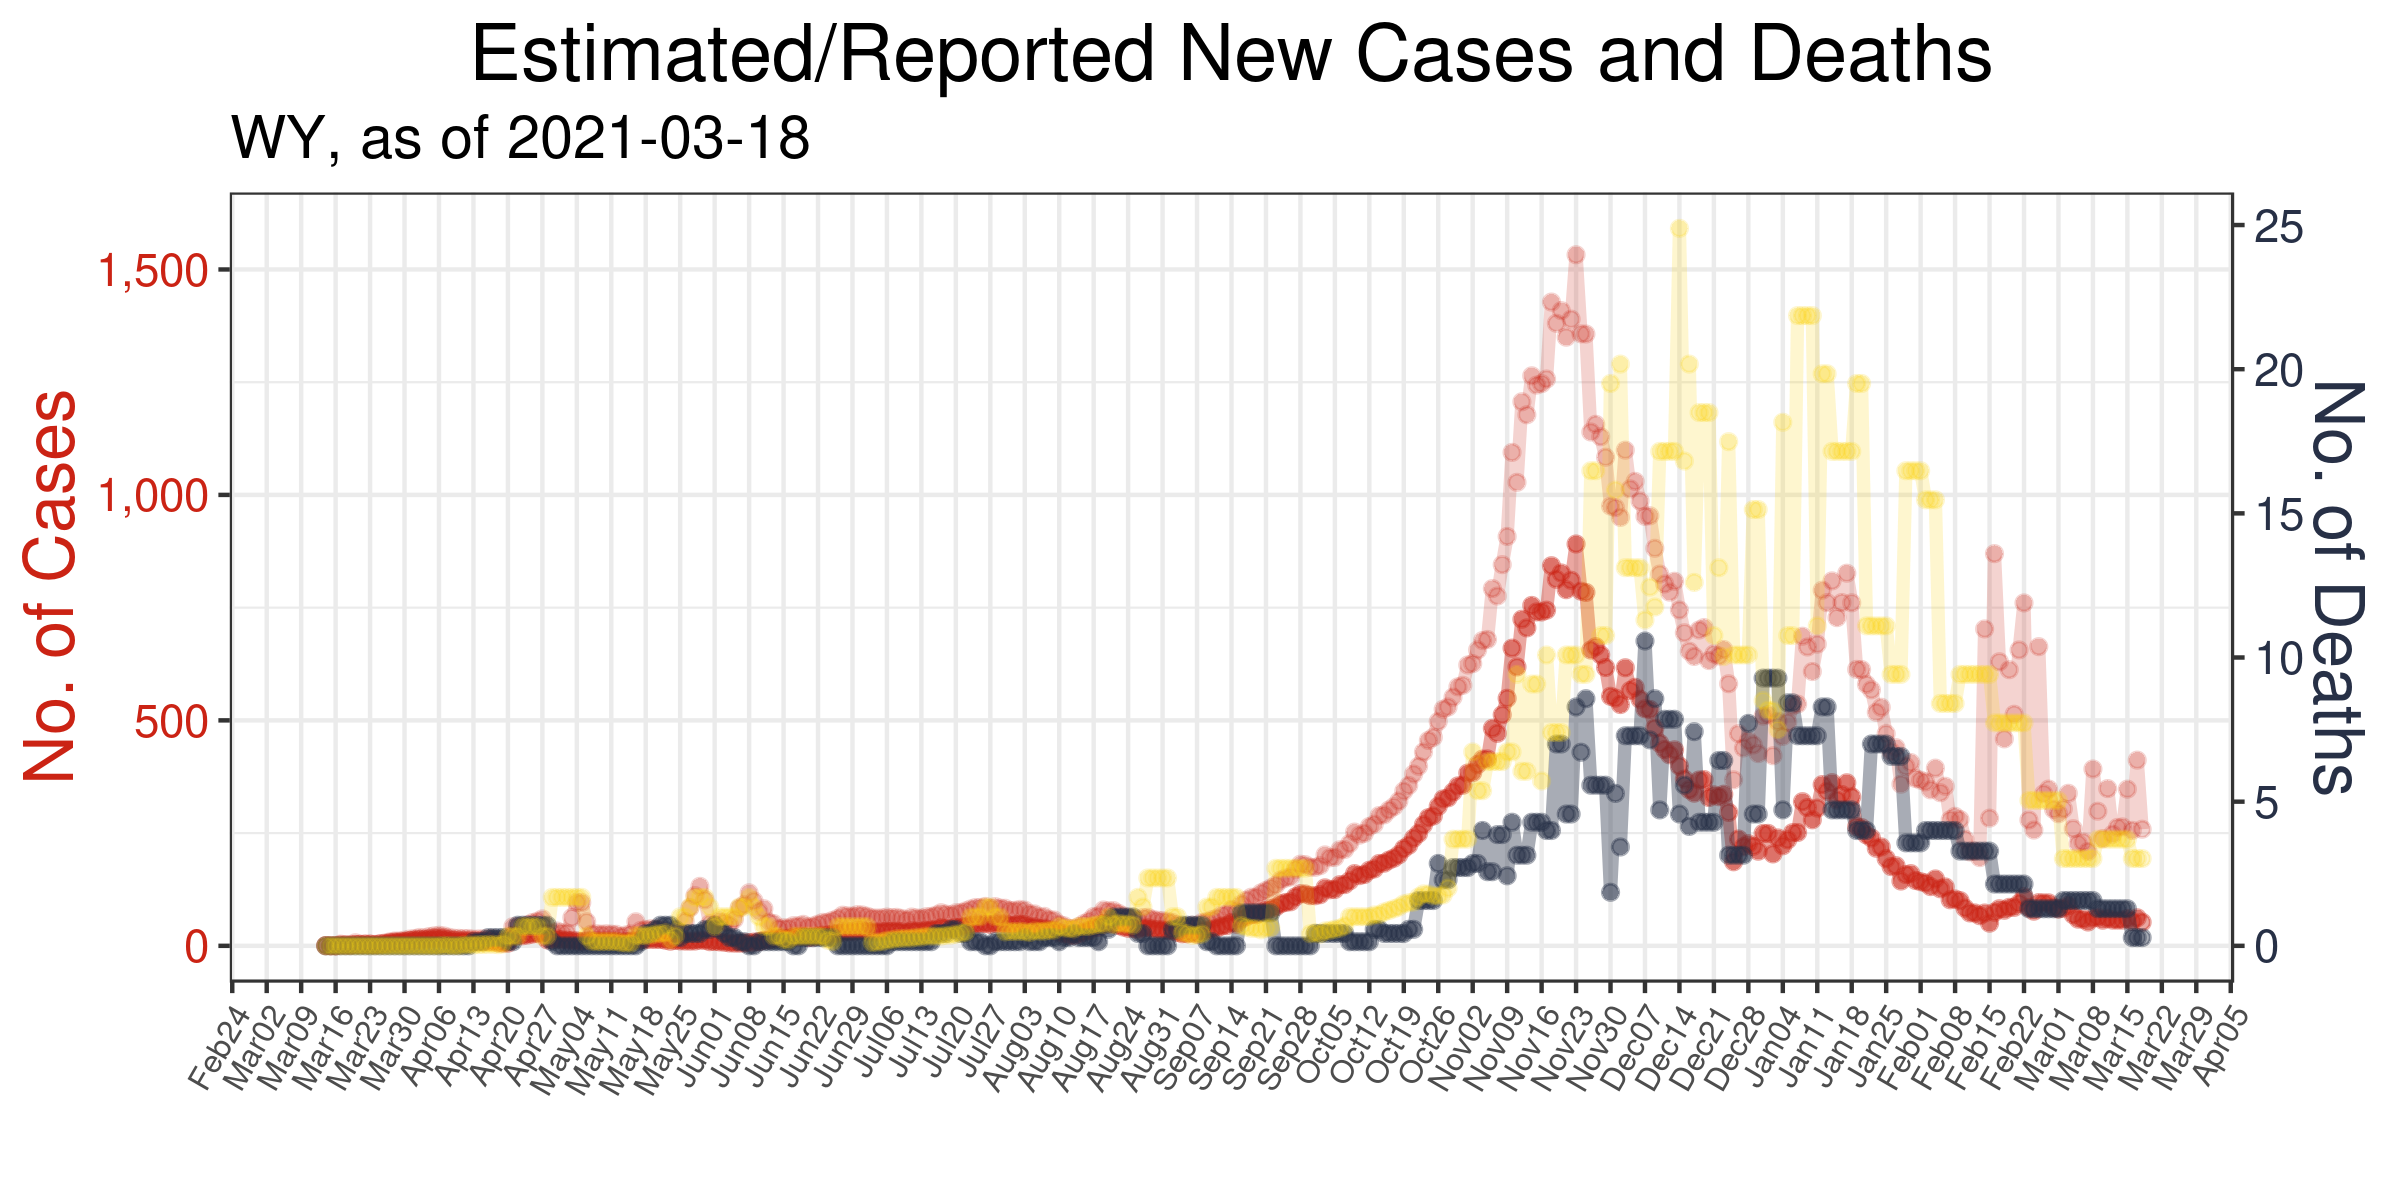 Estimated/Reported New Cases and Deaths
WY, as of 2021-03-18
No. of Cases
1,500
1,000
500
0
25
20
15
10
5
0
No. of Deaths
Feb24
Mar02
Mar09
Mar16
Mar23
Mar30
Apr06
Apr13
Apr20
Apr27
May04
May11
May18
May25
Jun01
Jun08
Jun15
Jun22
Jun29
Jul06
Jul13
Jul20
Jul27
Aug03
Aug10
Aug17
Aug24
Aug31
Sep07
Sep14
Sep21
Sep28
Oct05
Oct12
Oct19
Oct26
Nov02
Nov09
Nov16
Nov23
Nov30
Dec07
Dec14
Dec21
Dec28
Dec04
Jan11
Jan18
Jan25
Feb01
Feb08
Feb15
Feb22
Mar01
Mar08
Mar15
Mar22
Mar29
Apr05